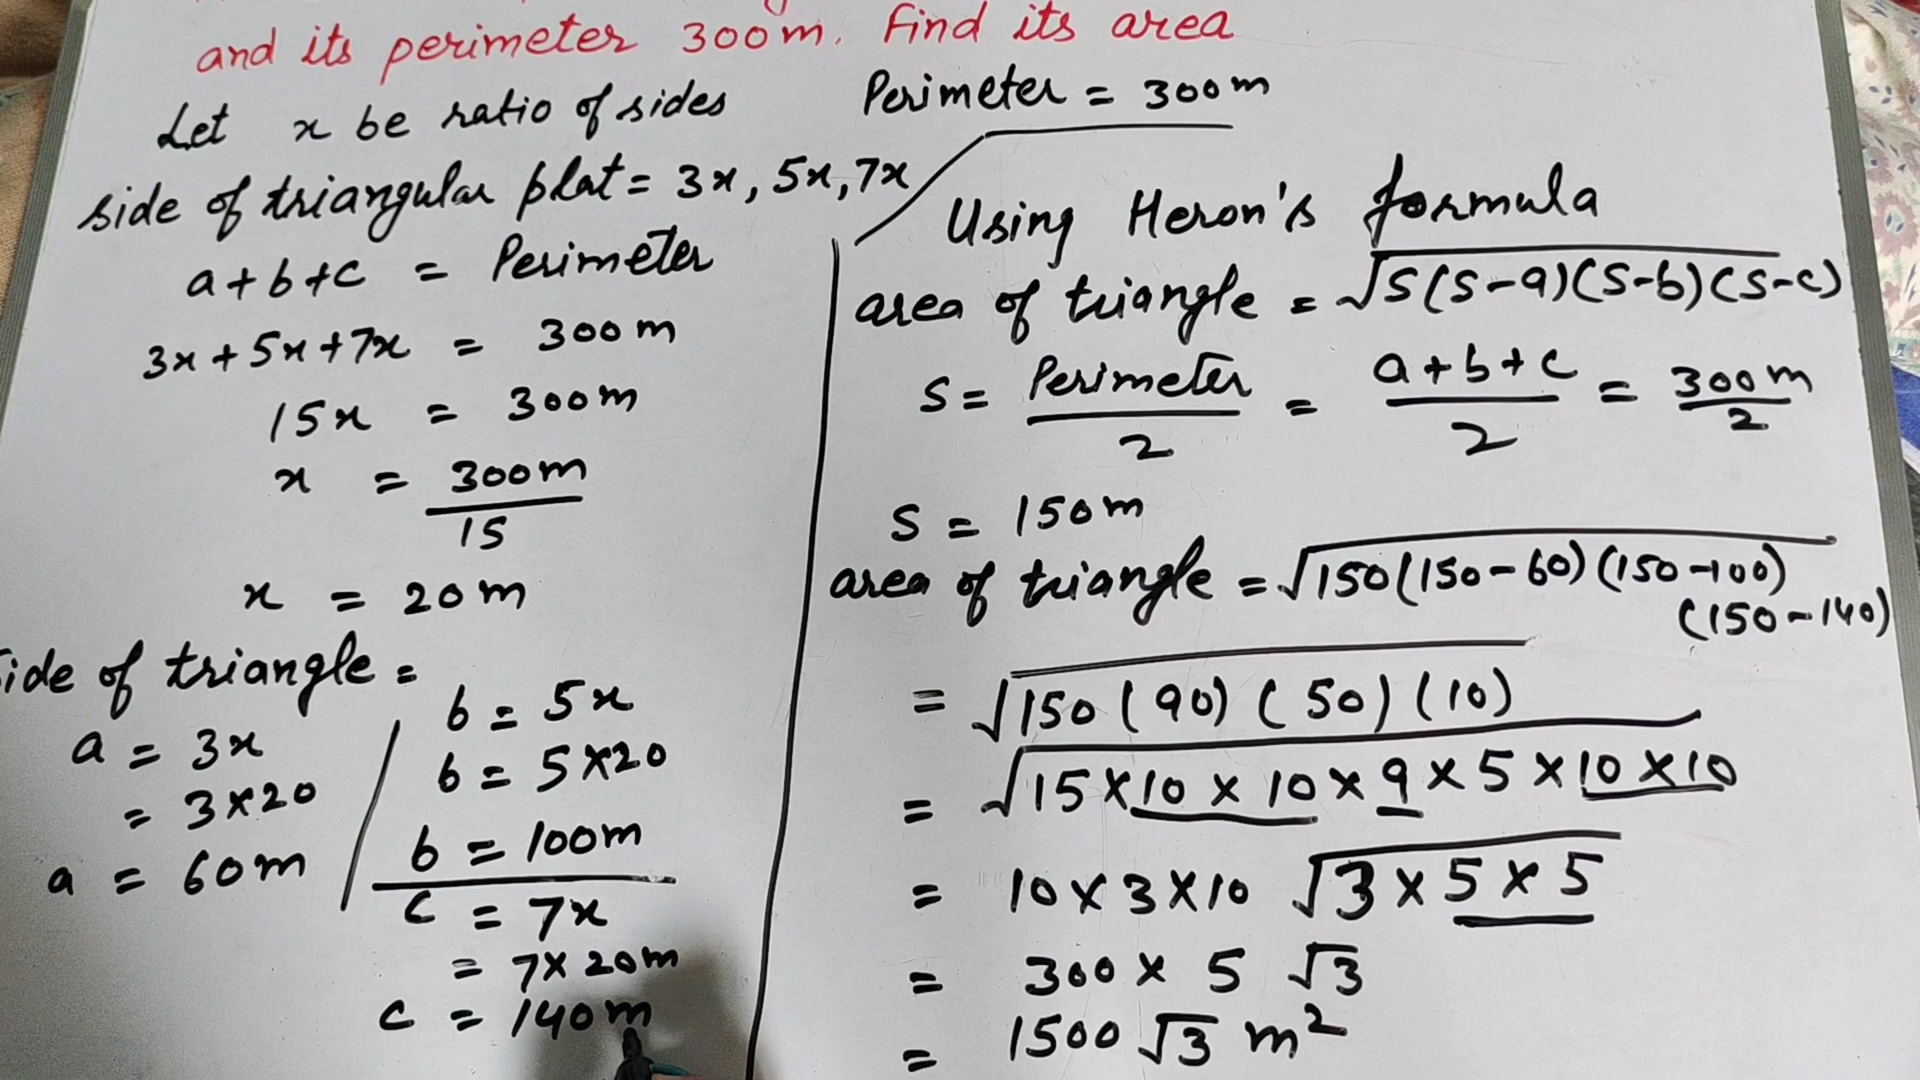 and its perimeter 300m. Find its area
Let x be ratio of sides
side of triangular plat = 3x, 5x, 7x
a+b+c = Perimeter
3x+5x+7x = 300m
15x = 300m
x = 300m
15
x = 20m
ide of triangle =
a = 3x
= 3×20
a = 60m
b = 5x
b = 5×20
b = 100m
c = 7x
= 7×20m
c = 140m
Perimeter = 300m
Using Heron's formula
area of triangle = √S(S-a)(S-b)(S-c)
S = Perimeter/2 = a+b+c/2 = 300m/2
S = 150m
area of triangle = √150(150-60)(150-100)
(150-140)
= √150(90)(50)(10)
= √15×10×10×9×5×10×10
= 10×3×10 √3×5×5
= 300×5 √3
= 1500 √3 m²